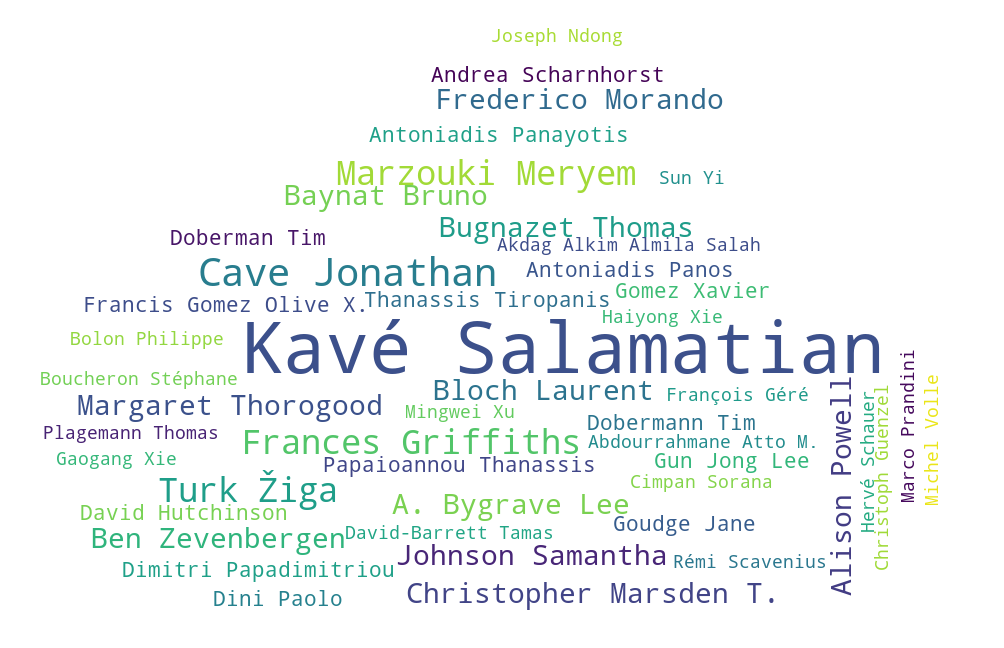 Joseph Ndong
Andrea Scharnhorst
Frederico Morando
Antoniadis Panayotis
Marzouki Meryem
Sun Yi
Baynat Bruno
Bugnazet Thomas
Doberman Tim
Akdag Alkim Almila Salah
Cave Jonathan
Antoniadis Panos
Gomez Xavier
Francis Gomez Olive X.
Thanassis Tiropanis
Haiyong Xie
Bolon Philippe
Kavé Salamatian
Boucheron Stéphane
Bloch Laurent
François Géré
Margaret Thorogood
Mingwei Xu
Dobermann Tim
Plagemann Thomas
Frances Griffiths
Abdourrahmane Atto M.
Gaogang Xie
Papaioannou Thanassis
Gun Jong Lee
Cimpan Sorana
Turk Žiga
A. Bygrave Lee
David Hutchinson
Goudge Jane
Ben Zevenbergen
David-Barrett Tamas
Johnson Samantha
Rémi Scavenius
Dimitri Papadimitriou
Dini Paolo
Christopher Marsden T.
Alison Powell
Hervé Schauer
Christoph Guenzel
Marco Prandini
Michel Volle